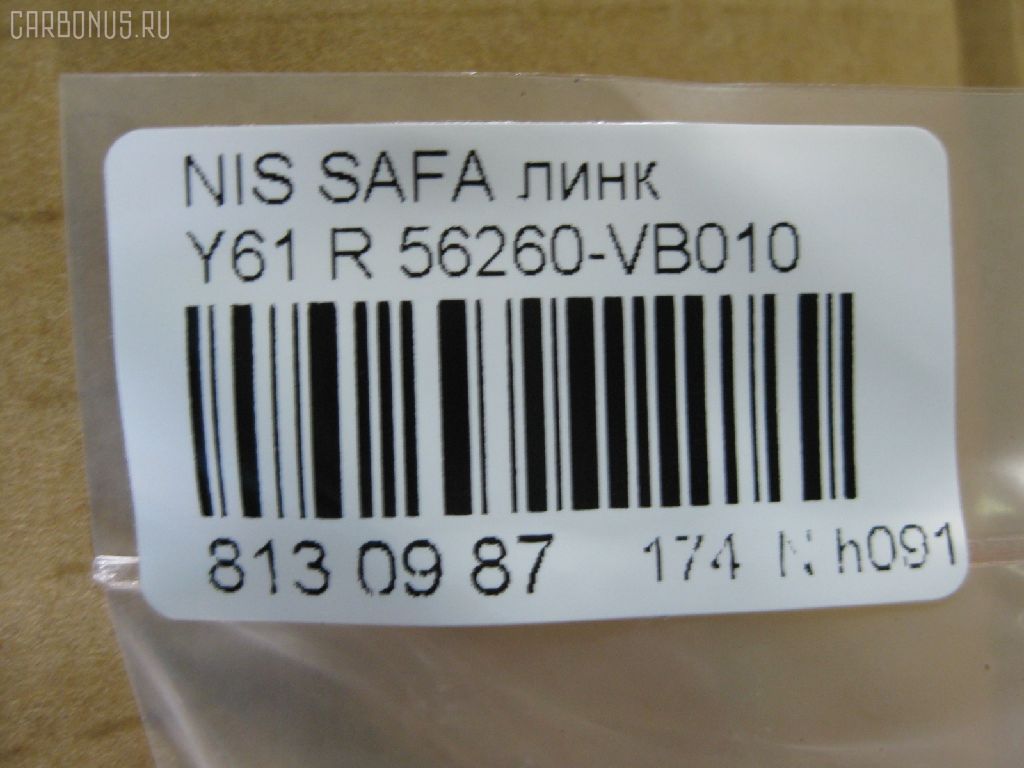 CARBONUS.RU
NIS SAFA линк
Y61 R 56260-VB010
813 09 87 174 N h091